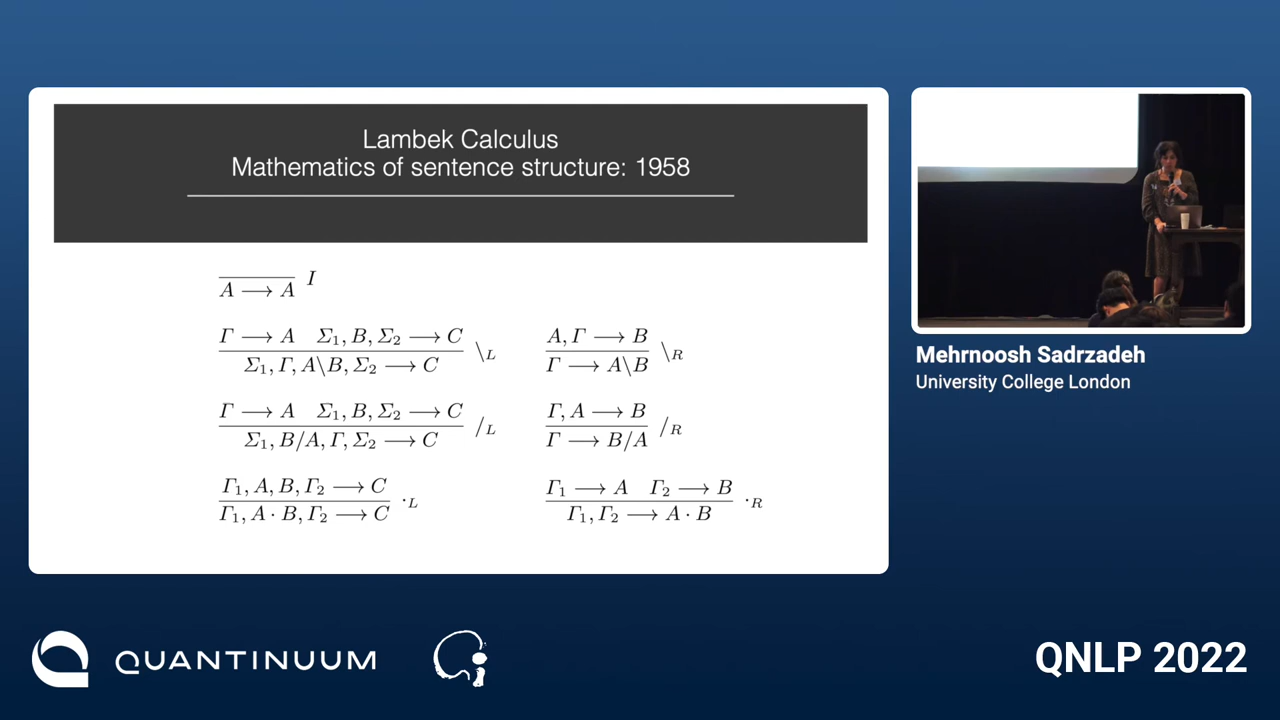 Lambek Calculus
Mathematics of sentence structure: 1958
A ⟶ A I
Γ ⟶ A Σ₁, B, Σ₂ ⟶ C
Σ₁, Γ, A\B, Σ₂ ⟶ C \L
A, Γ ⟶ B
Γ ⟶ A\B \R
Γ ⟶ A Σ₁, B, Σ₂ ⟶ C
Σ₁, B/A, Γ, Σ₂ ⟶ C /L
Γ, A ⟶ B
Γ ⟶ B/A /R
Γ₁, A, B, Γ₂ ⟶ C
Γ₁, A · B, Γ₂ ⟶ C ·L
Γ₁ ⟶ A Γ₂ ⟶ B
Γ₁, Γ₂ ⟶ A · B ·R
Mehrnoosh Sadrzadeh
University College London
QUANTINUUM
QNLP 2022